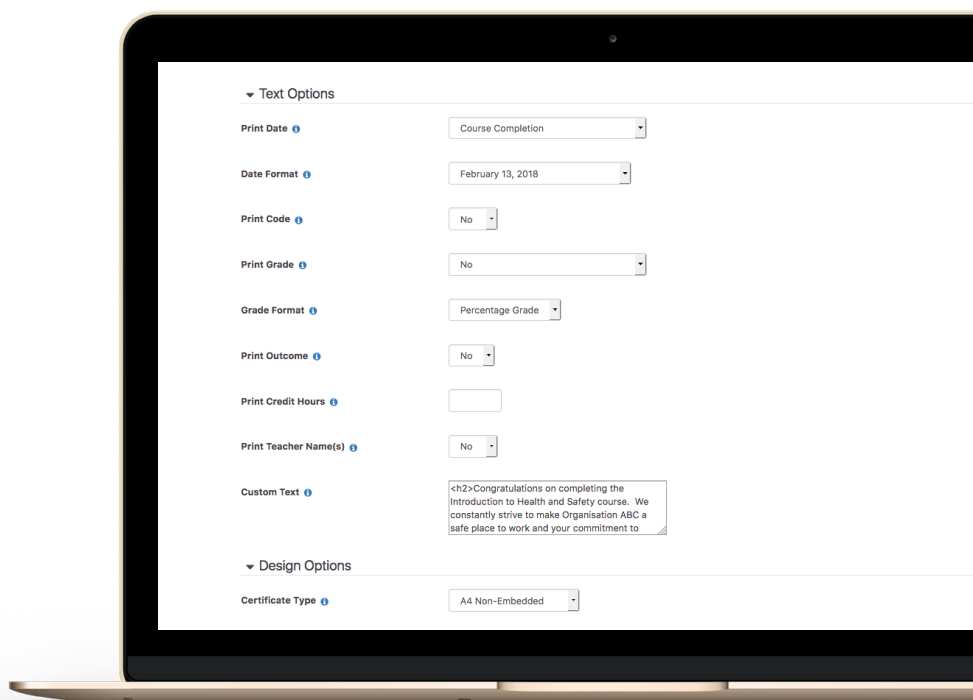 Text Options
Print Date
Course Completion
Date Format
February 13, 2018
Print Code
No
Print Grade
No
Grade Format
Percentage Grade
Print Outcome
No
Print Credit Hours
Print Teacher Name(s)
No
Custom Text
<h2>Congratulations on completing the
Introduction to Health and Safety course. We
constantly strive to make Organisation ABC a
safe place to work and your commitment to
Design Options
Certificate Type
A4 Non-Embedded